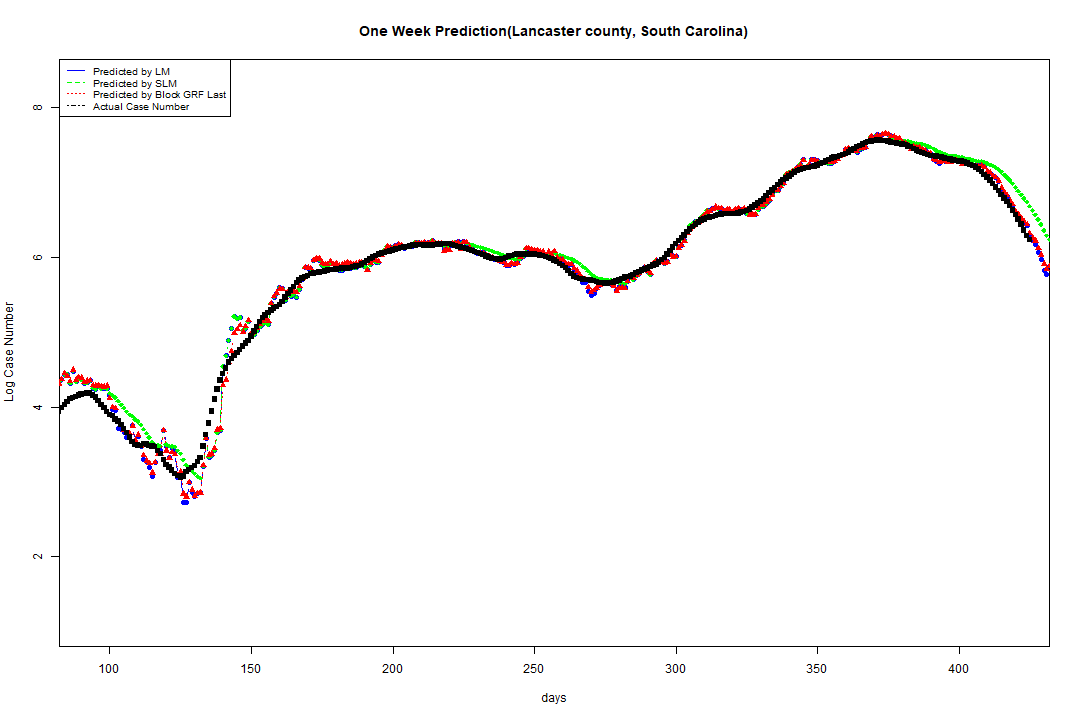 One Week Prediction(Lancaster county, South Carolina)
Predicted by LM
Predicted by SLM
Predicted by Block GRF Last
Actual Case Number
8
6
4
2
Log Case Number
100 150 200 250 300 350 400
days